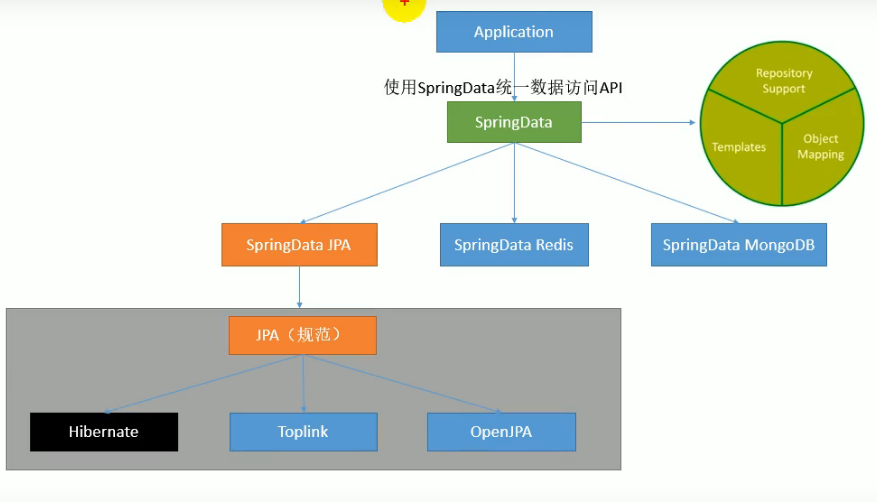 Application
使用SpringData统一数据访问API
SpringData
Repository
Support
Templates
Object
Mapping
SpringData JPA
SpringData Redis
SpringData MongoDB
JPA（规范）
Hibernate
Toplink
OpenJPA